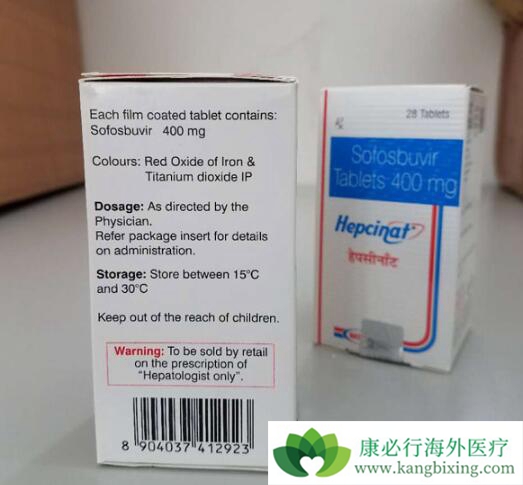 Each film coated tablet contains:
Sofosbuvir 400 mg
Colours: Red Oxide of Iron &
Titanium dioxide IP
Dosage: As directed by the
Physician.
Refer package insert for details
on administration.
Storage: Store between 15°C
and 30°C
Keep out of the reach of children.
Warning: To be sold by retail
on the prescription of
"Hepatologist only".
8 904037 412923
28 Tablets
Rx
Sofosbuvir
Tablets 400 mg
Hepcinat
हेपसीनॉट
康必行海外医疗
www.kangbixing.com